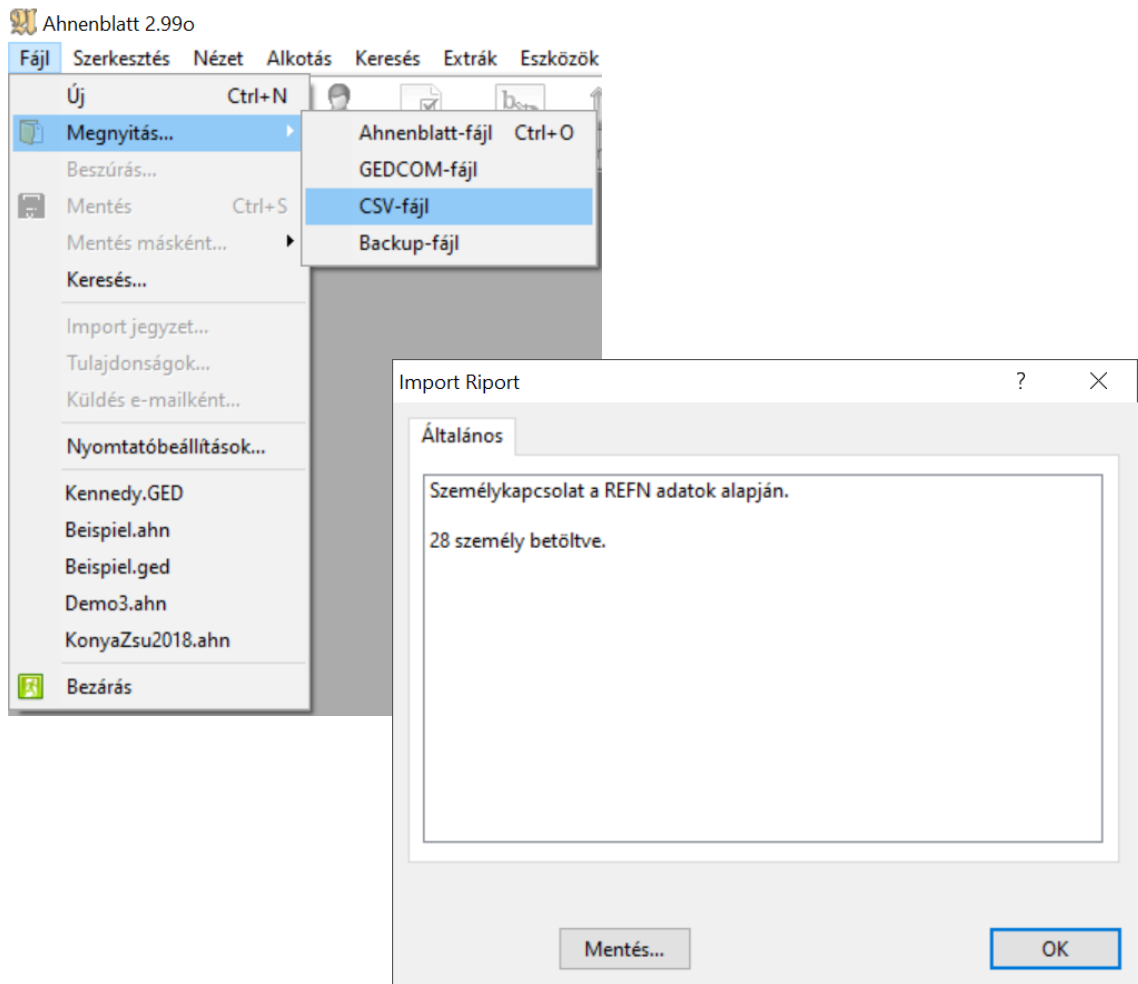 Ahnenblatt 2.99o
Fájl Szerkesztés Nézet Alkotás Keresés Extrák Eszközök
Új Ctrl+N
Megnyitás...
Beszúrás...
Mentés Ctrl+S
Mentés másként...
Keresés...
Import jegyzet...
Tulajdonságok...
Küldés e-mailként...
Nyomtatóbeállítások...
Kennedy.GED
Beispiel.ahn
Beispiel.ged
Demo3.ahn
KonyaZsu2018.ahn
Bezárás
Ahnenblatt-fájl Ctrl+O
GEDCOM-fájl
CSV-fájl
Backup-fájl
Import Riport
Általános
Személykapcsolat a REFN adatok alapján.
28 személy betöltve.
Mentés... OK